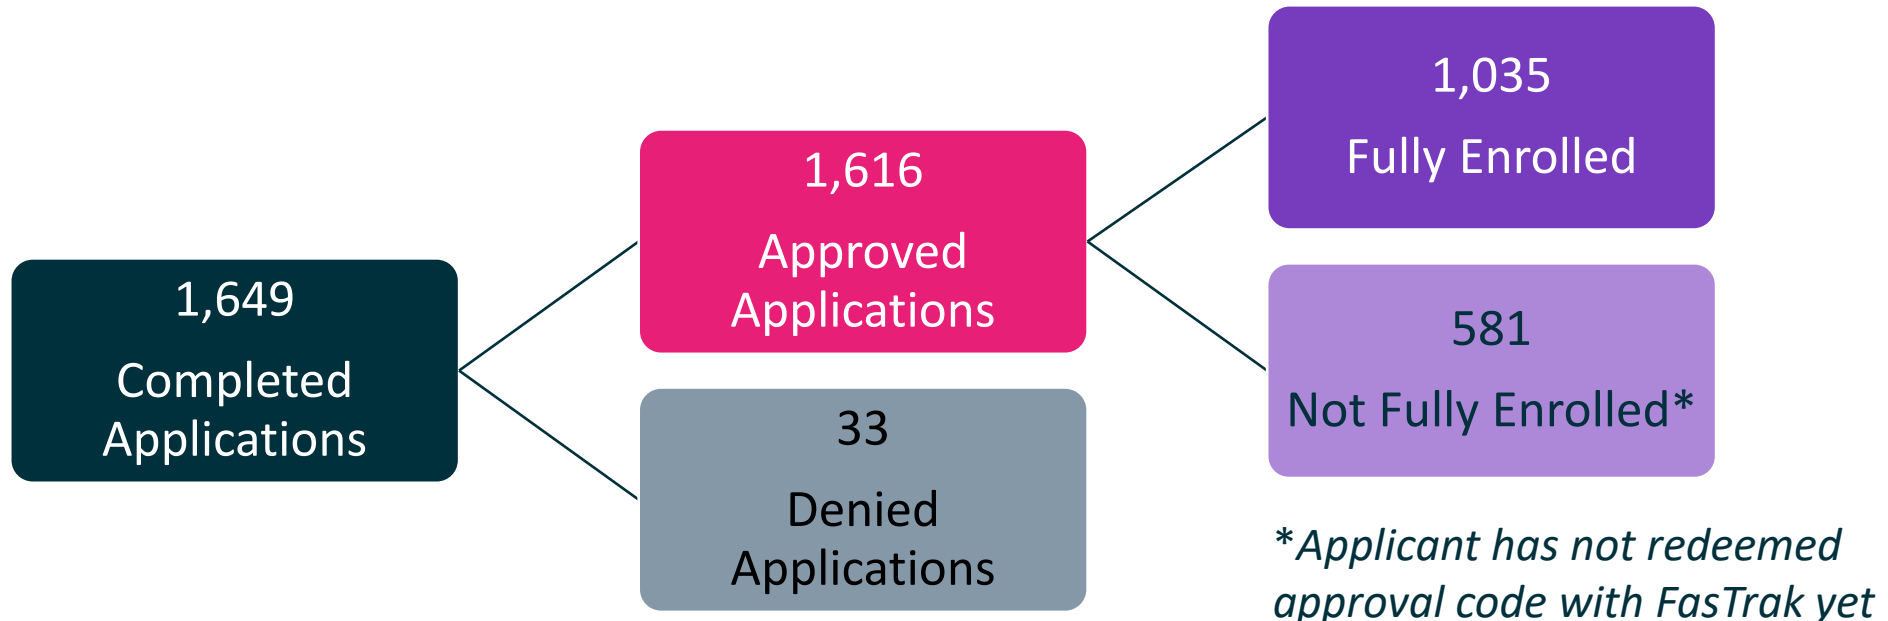 1,649
Completed
Applications
1,616
Approved
Applications
33
Denied
Applications
1,035
Fully Enrolled
581
Not Fully Enrolled*
*Applicant has not redeemed
approval code with FasTrak yet